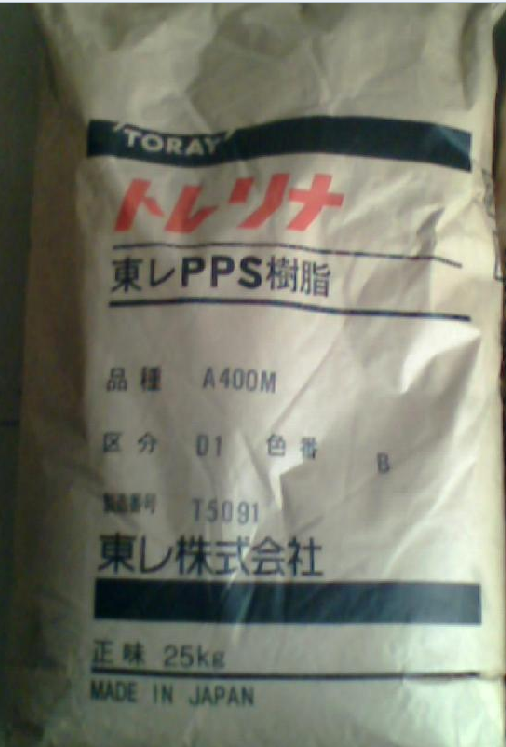 TORAY
トレリナ
東レPPS樹脂
品種 A400M
区分 01 色番 B
製造番号 T5091
東レ株式会社
正味 25kg
MADE IN JAPAN